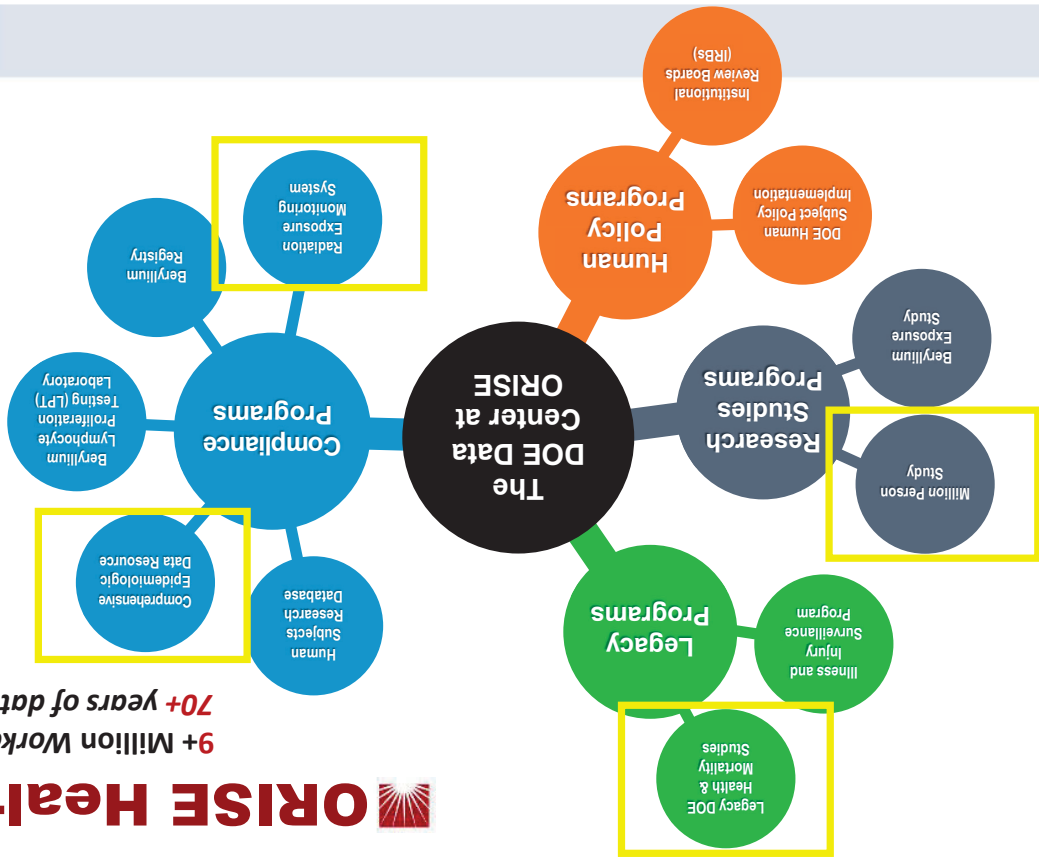 ORISE Healt
9+ Million Worke
70+ years of dat
Legacy DOE
Health &
Mortality
Studies
Illness and
Injury
Surveillance
Program
Legacy
Programs
Human
Subjects
Research
Database
Comprehensive
Epidemiologic
Data Resource
Million Person
Study
Beryllium
Exposure
Study
Research
Studies
Programs
The
DOE Data
Center at
ORISE
Compliance
Programs
Beryllium
Lymphocyte
Proliferation
Testing (LPT)
Laboratory
Beryllium
Registry
Radiation
Exposure
Monitoring
System
Human
Policy
Programs
DOE Human
Subject Policy
Implementation
Institutional
Review Boards
(IRBs)